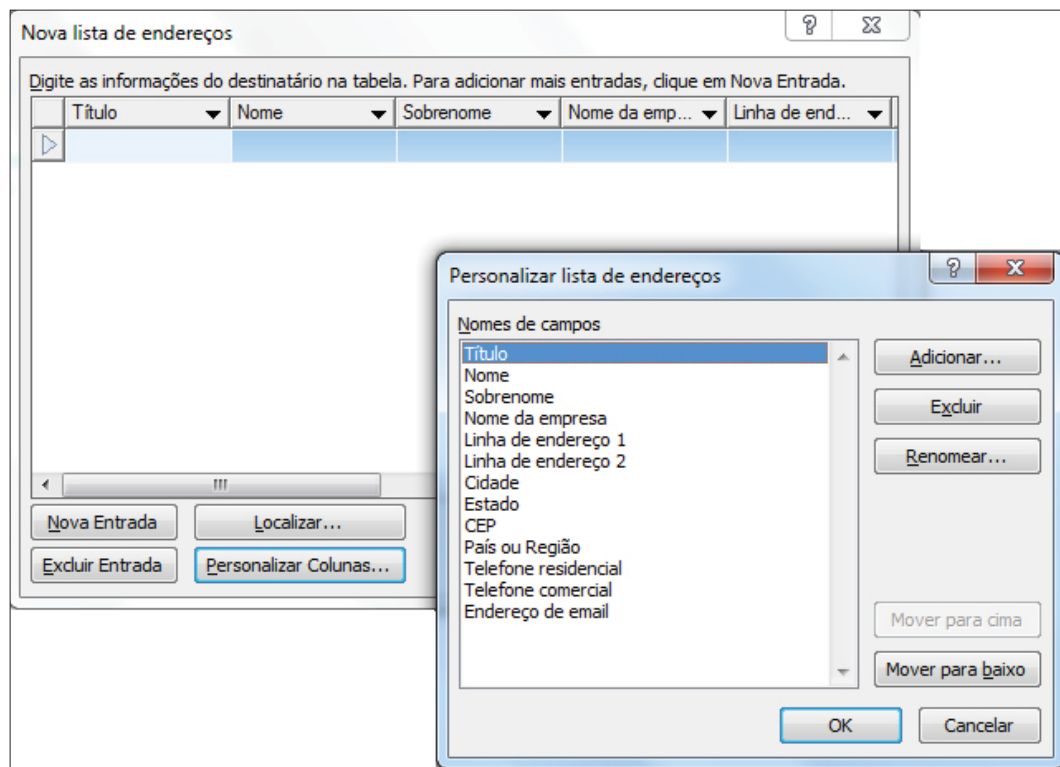 Nova lista de endereços
Digite as informações do destinatário na tabela. Para adicionar mais entradas, clique em Nova Entrada.
Título Nome Sobrenome Nome da emp... Linha de end...
Nova Entrada Localizar...
Excluir Entrada Personalizar Colunas...
Personalizar lista de endereços
Nomes de campos
Título
Nome
Sobrenome
Nome da empresa
Linha de endereço 1
Linha de endereço 2
Cidade
Estado
CEP
País ou Região
Telefone residencial
Telefone comercial
Endereço de email
Adicionar...
Excluir
Renomear...
Mover para cima
Mover para baixo
OK Cancelar